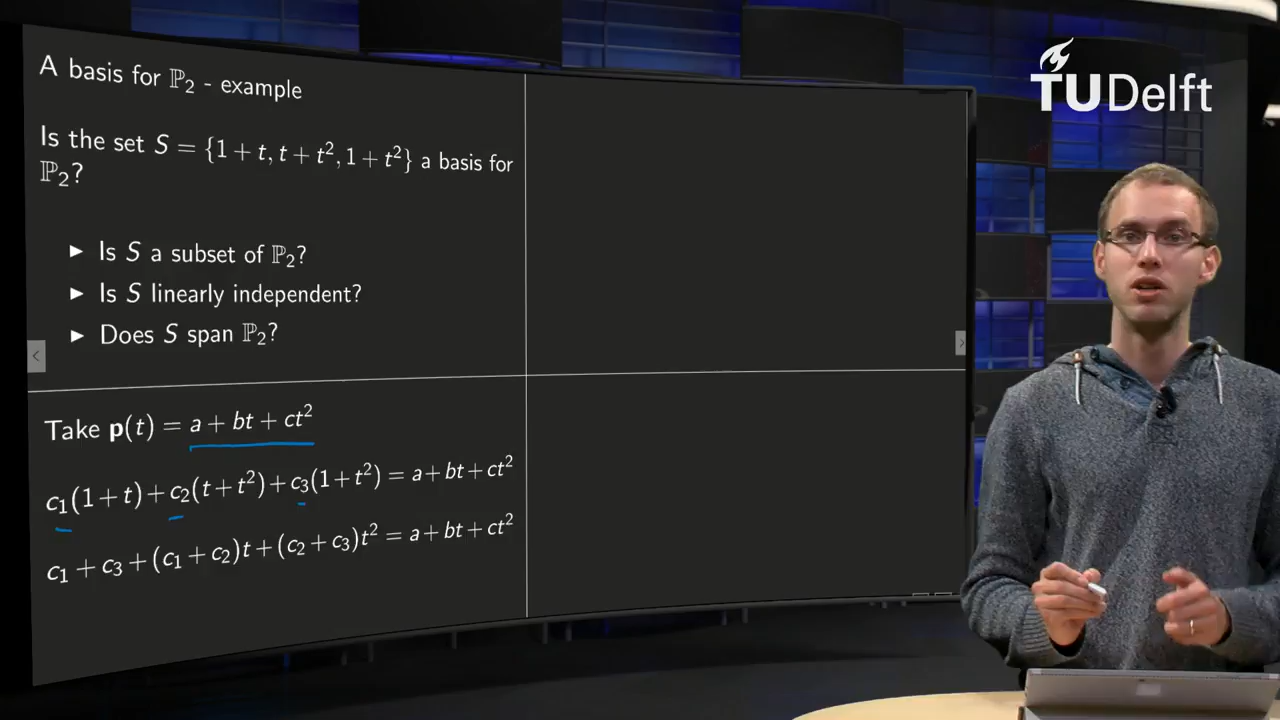 A basis for ℙ₂ - example
Is the set S = {1 + t, t + t², 1 + t²} a basis for
ℙ₂?
► Is S a subset of ℙ₂?
► Is S linearly independent?
► Does S span ℙ₂?
Take p(t) = a + bt + ct²
c₁(1 + t) + c₂(t + t²) + c₃(1 + t²) = a + bt + ct²
c₁ + c₃ + (c₁ + c₂)t + (c₂ + c₃)t² = a + bt + ct²
TUDelft